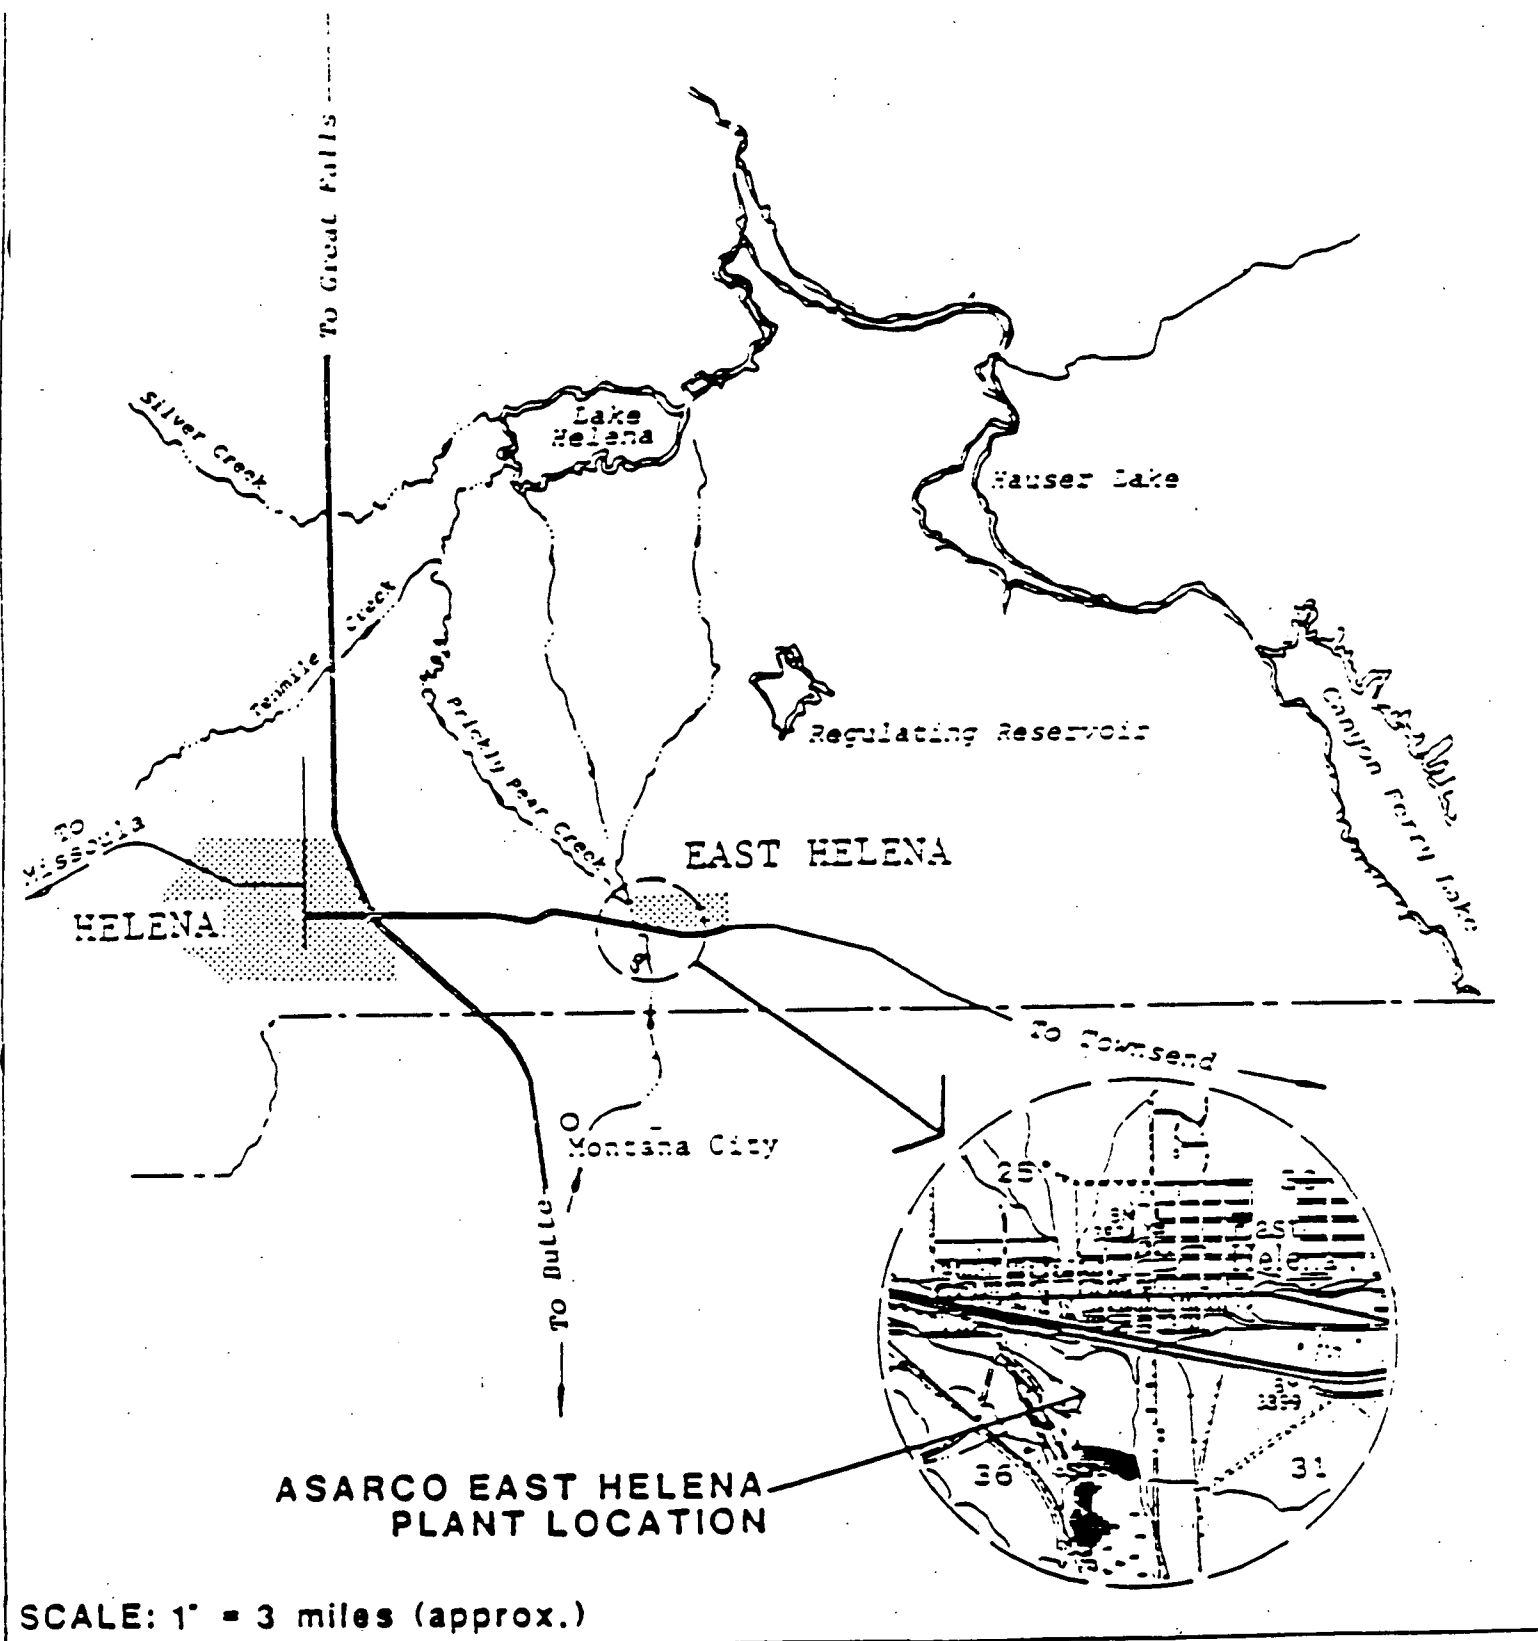 To Great Falls
Silver Creek
Lake
Helena
Hauser Lake
Tenmile Creek
Prickly Pear Creek
Regulating Reservoir
Canyon Ferry Lake
To
Missoula
EAST HELENA
HELENA
To Townsend
Montana City
To Butte
36
31
ASARCO EAST HELENA
PLANT LOCATION
SCALE: 1" = 3 miles (approx.)